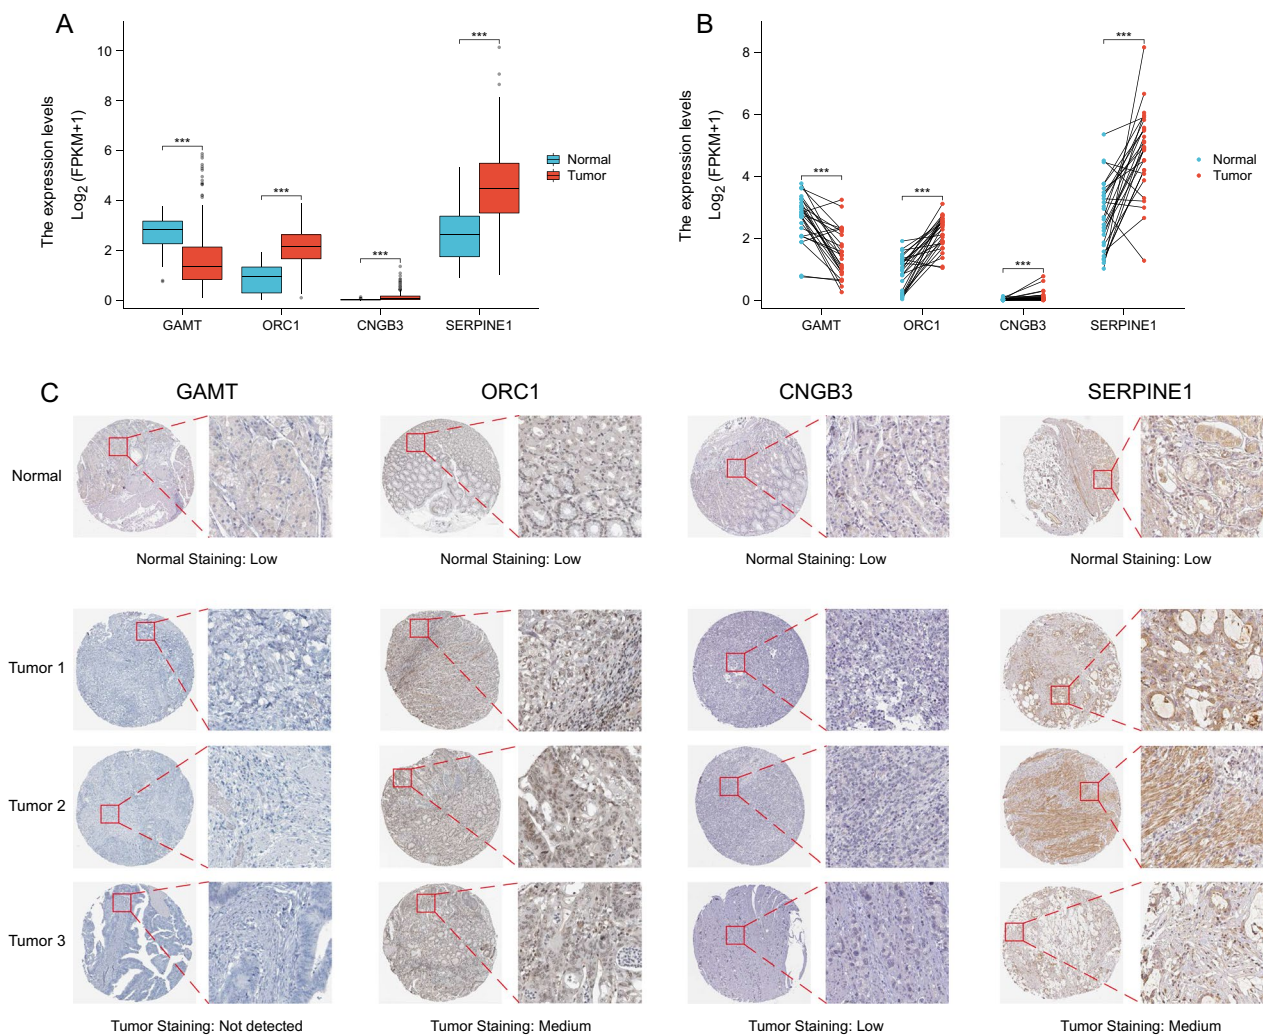 A
The expression levels
Log2 (FPKM+1)
10
8
6
4
2
0
***
***
***
***
GAMT
ORC1
CNGB3
SERPINE1
Normal
Tumor
B
The expression levels
Log2 (FPKM+1)
8
6
4
2
0
***
***
***
***
GAMT
ORC1
CNGB3
SERPINE1
Normal
Tumor
C
GAMT
ORC1
CNGB3
SERPINE1
Normal
Normal Staining: Low
Normal Staining: Low
Normal Staining: Low
Normal Staining: Low
Tumor 1
Tumor 2
Tumor 3
Tumor Staining: Not detected
Tumor Staining: Medium
Tumor Staining: Low
Tumor Staining: Medium